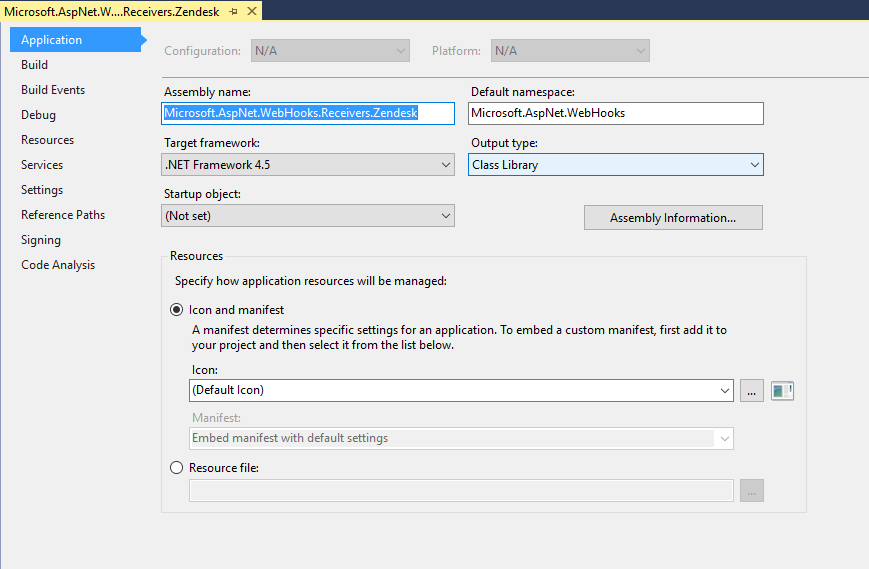 Microsoft.AspNet.W....Receivers.Zendesk
Application
Build
Build Events
Debug
Resources
Services
Settings
Reference Paths
Signing
Code Analysis
Configuration: N/A Platform: N/A
Assembly name: Default namespace:
Microsoft.AspNet.WebHooks.Receivers.Zendesk Microsoft.AspNet.WebHooks
Target framework: Output type:
.NET Framework 4.5 Class Library
Startup object:
(Not set) Assembly Information...
Resources
Specify how application resources will be managed:
Icon and manifest
A manifest determines specific settings for an application. To embed a custom manifest, first add it to
your project and then select it from the list below.
Icon:
(Default Icon) ...
Manifest:
Embed manifest with default settings
Resource file:
...